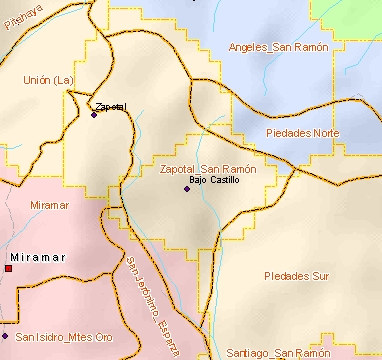 Peñaya
Angeles_San Ramón
Unión (La)
Zapotal
Piedades Norte
Zapotal_San Ramón
Bajo Castillo
Miramar
Miramar
San Jerónimo_Esparza
PIedades Sur
San Isidro_Mtes Oro
Santiago_San Ramón